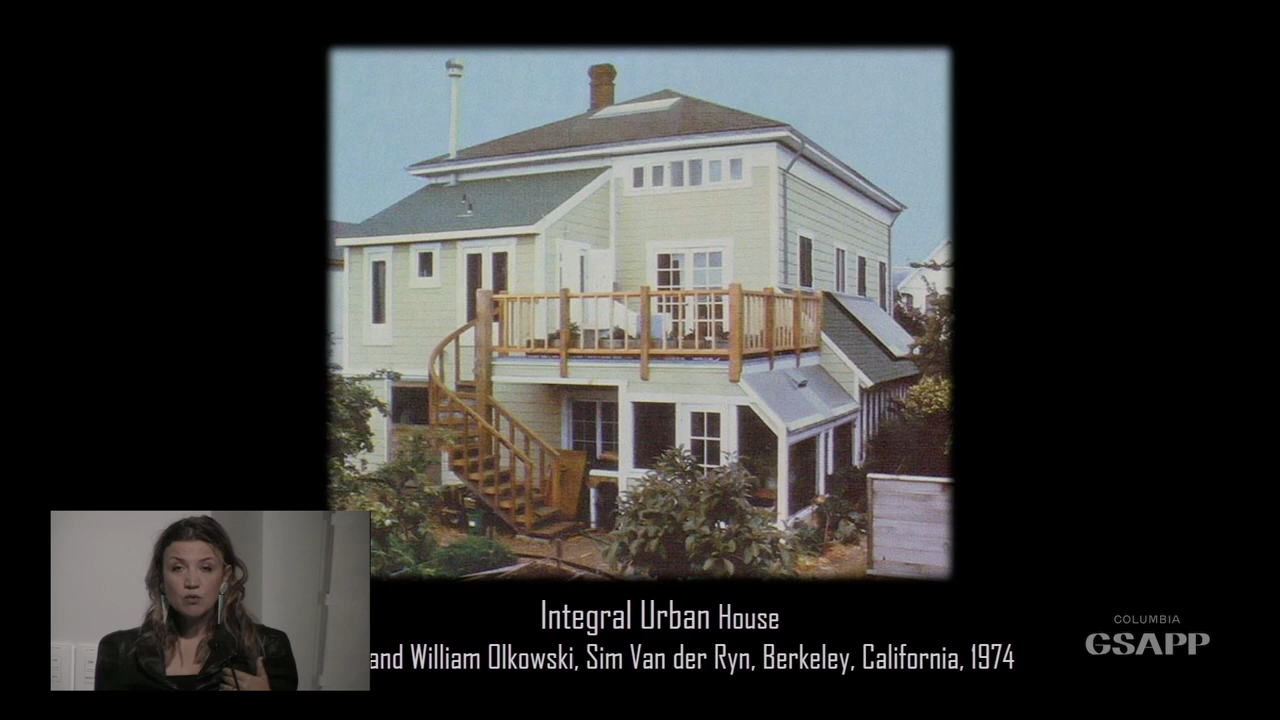 Integral Urban House
and William Olkowski, Sim Van der Ryn, Berkeley, California, 1974
COLUMBIA
GSAPP